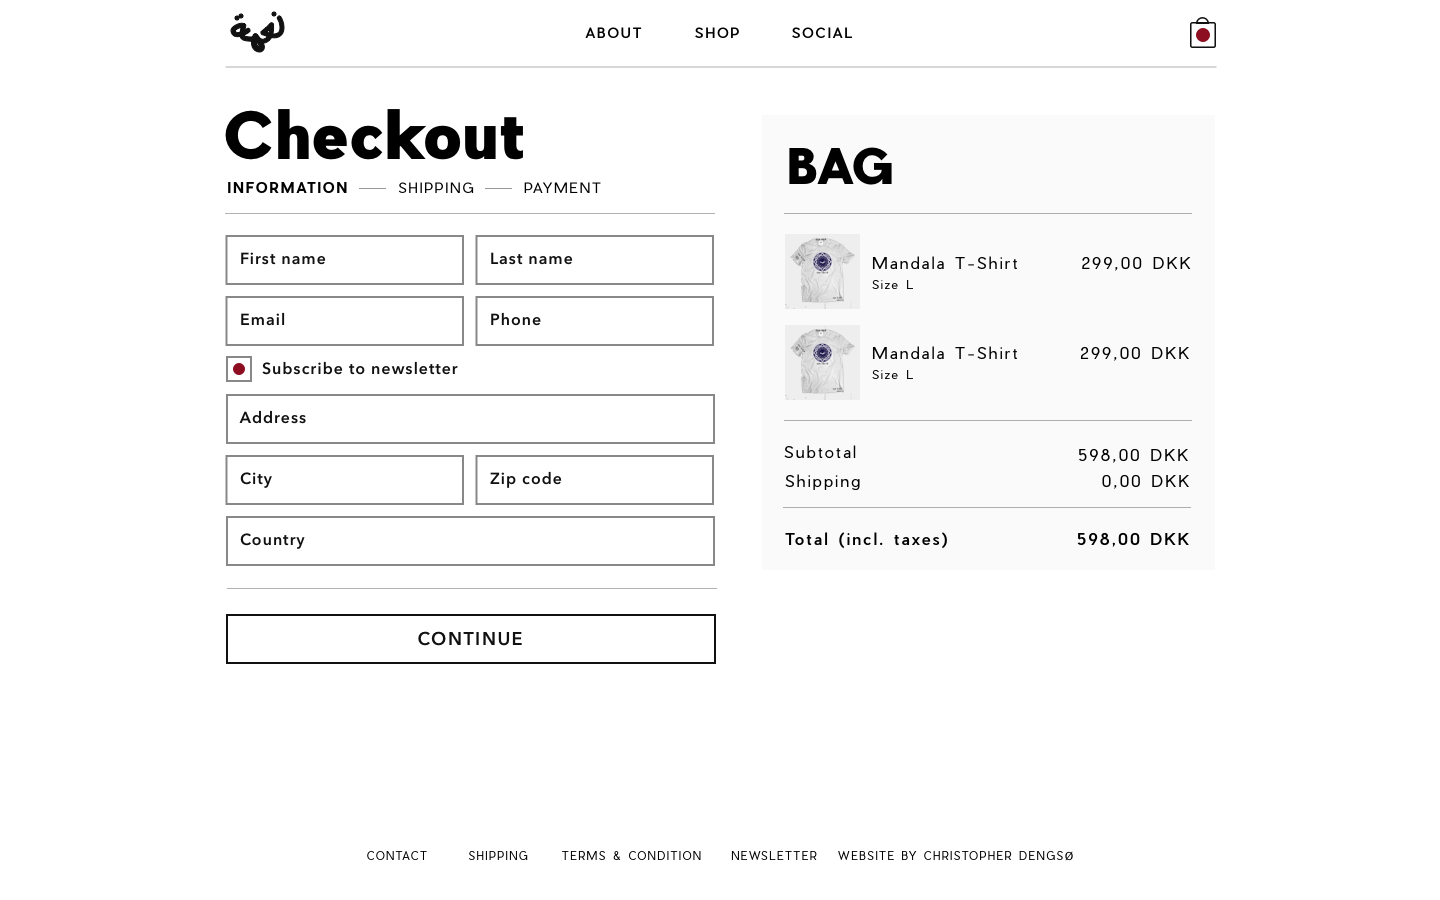 ABOUT SHOP SOCIAL
Checkout
INFORMATION — SHIPPING — PAYMENT
First name Last name
Email Phone
Subscribe to newsletter
Address
City Zip code
Country
CONTINUE
BAG
Mandala T-Shirt 299,00 DKK
Size L
Mandala T-Shirt 299,00 DKK
Size L
Subtotal 598,00 DKK
Shipping 0,00 DKK
Total (incl. taxes) 598,00 DKK
CONTACT SHIPPING TERMS & CONDITION NEWSLETTER WEBSITE BY CHRISTOPHER DENGSØ